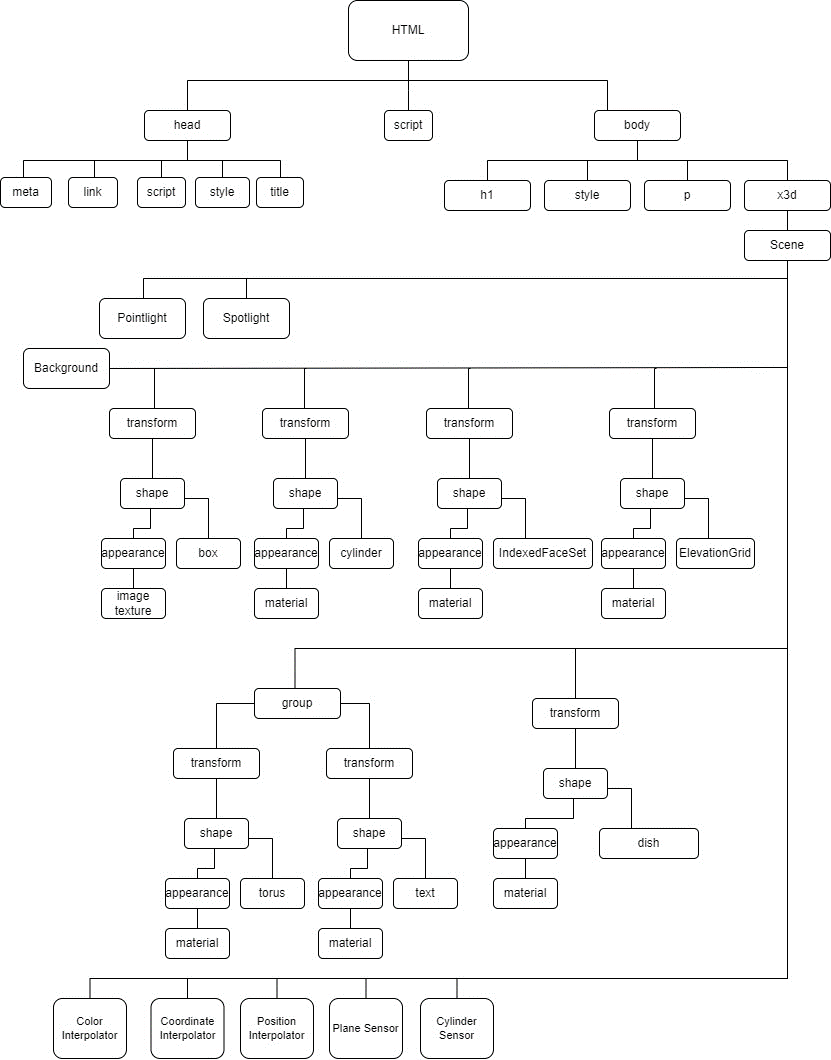 HTML
head
script
body
meta
link
script
style
title
h1
style
p
x3d
Scene
Pointlight
Spotlight
Background
transform
transform
transform
transform
shape
shape
shape
shape
appearance
box
appearance
cylinder
appearance
IndexedFaceSet
appearance
ElevationGrid
image
texture
material
material
material
group
transform
transform
transform
shape
shape
shape
appearance
dish
appearance
torus
appearance
text
material
material
material
Color
Interpolator
Coordinate
Interpolator
Position
Interpolator
Plane Sensor
Cylinder
Sensor